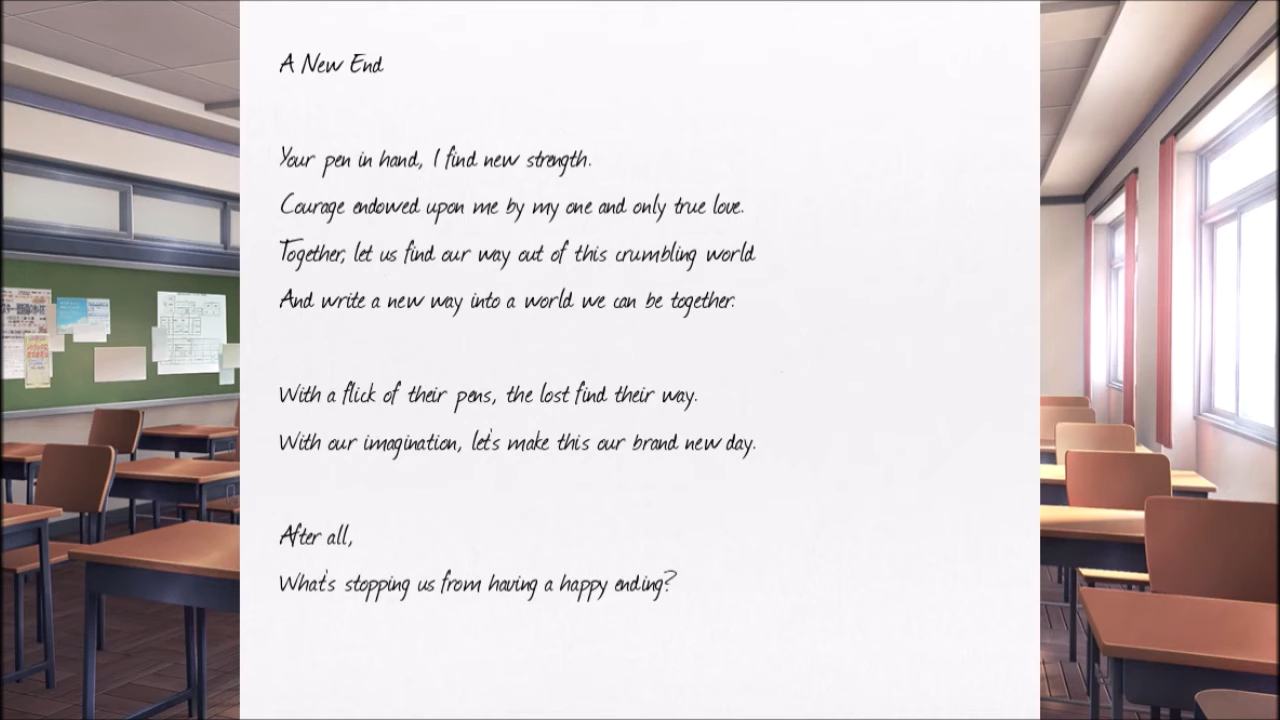 A New End
Your pen in hand, I find new strength.
Courage endowed upon me by my one and only true love.
Together, let us find our way out of this crumbling world
And write a new way into a world we can be together.
With a flick of their pens, the lost find their way.
With our imagination, let's make this our brand new day.
After all,
What's stopping us from having a happy ending?